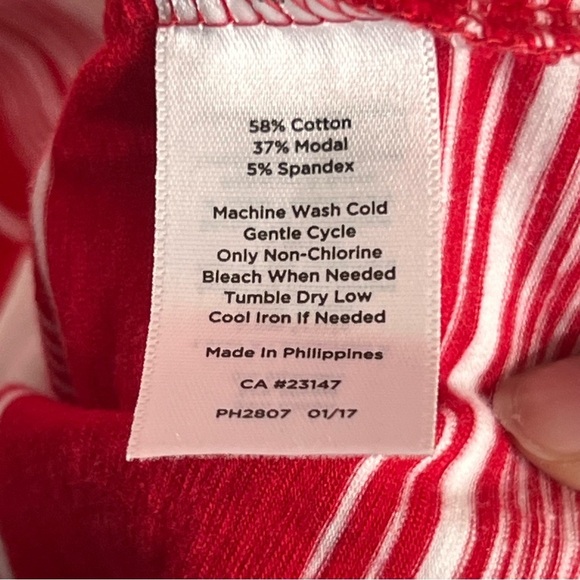 58% Cotton
37% Modal
5% Spandex
Machine Wash Cold
Gentle Cycle
Only Non-Chlorine
Bleach When Needed
Tumble Dry Low
Cool Iron If Needed
Made in Philippines
CA #23147
PH2807 01/17